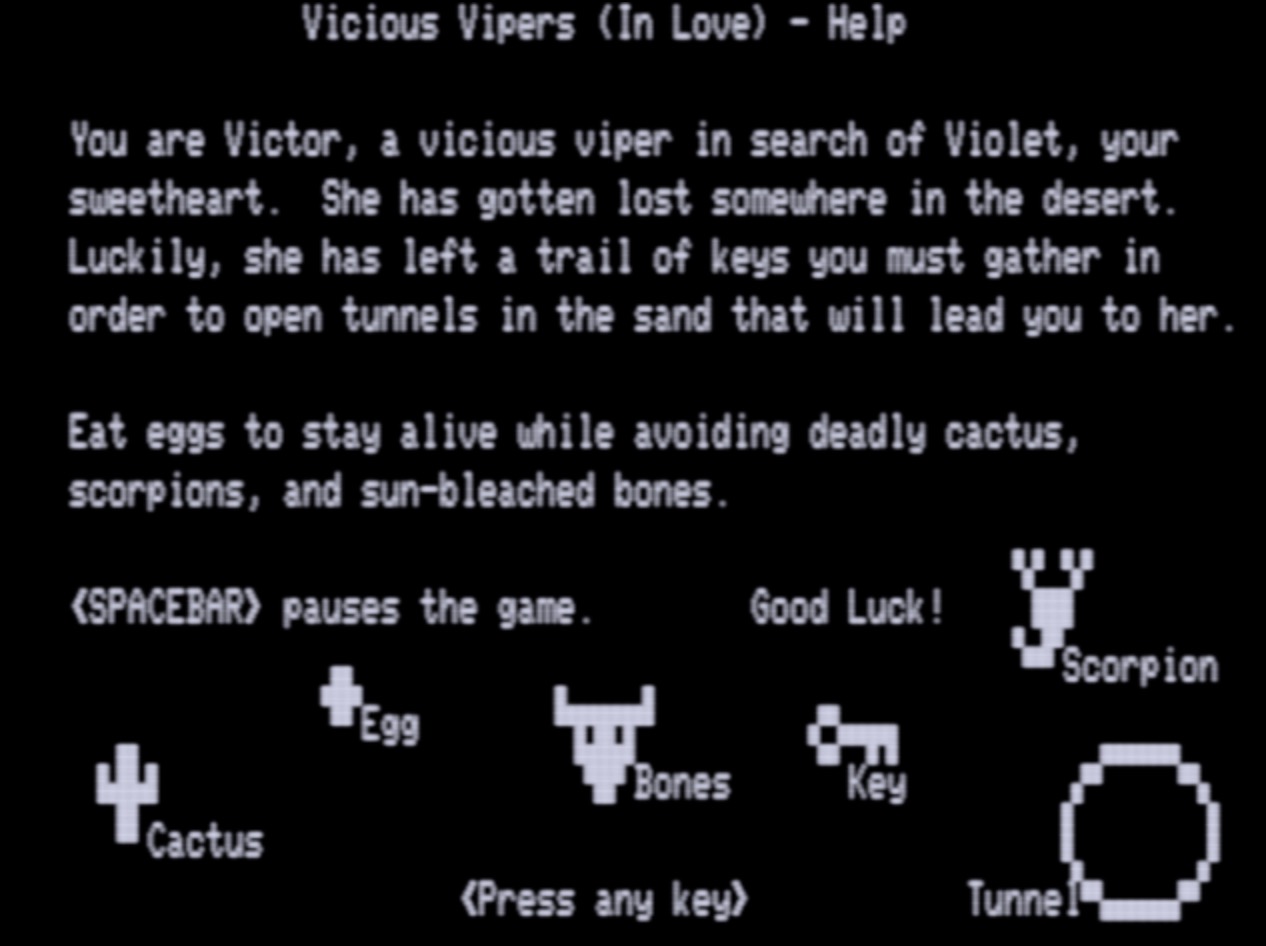 Vicious Vipers (In Love) - Help
You are Victor, a vicious viper in search of Violet, your
sweetheart.  She has gotten lost somewhere in the desert.
Luckily, she has left a trail of keys you must gather in
order to open tunnels in the sand that will lead you to her.
Eat eggs to stay alive while avoiding deadly cactus,
scorpions, and sun-bleached bones.
<SPACEBAR> pauses the game.        Good Luck!
Scorpion
Egg
Bones
Key
Cactus
<Press any key>
Tunnel